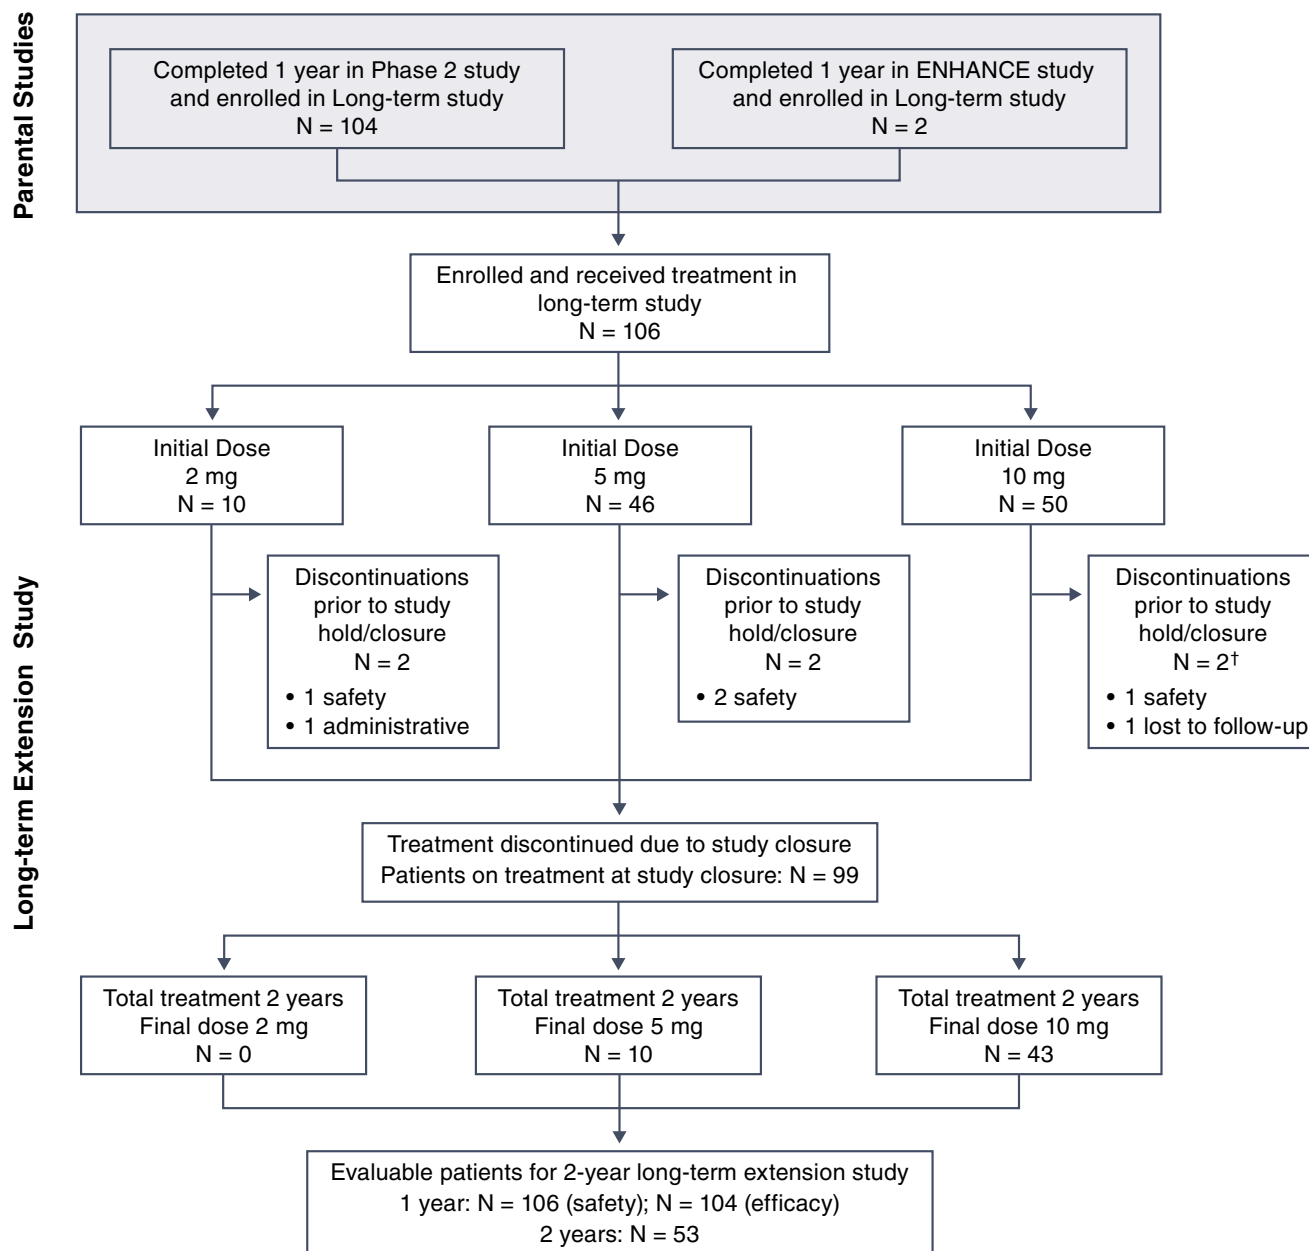 Parental Studies
Completed 1 year in Phase 2 study
and enrolled in Long-term study
N = 104
Completed 1 year in ENHANCE study
and enrolled in Long-term study
N = 2
Enrolled and received treatment in
long-term study
N = 106
Long-term Extension Study
Initial Dose
2 mg
N = 10
Initial Dose
5 mg
N = 46
Initial Dose
10 mg
N = 50
Discontinuations
prior to study
hold/closure
N = 2
• 1 safety
• 1 administrative
Discontinuations
prior to study
hold/closure
N = 2
• 2 safety
Discontinuations
prior to study
hold/closure
N = 2†
• 1 safety
• 1 lost to follow-up
Treatment discontinued due to study closure
Patients on treatment at study closure: N = 99
Total treatment 2 years
Final dose 2 mg
N = 0
Total treatment 2 years
Final dose 5 mg
N = 10
Total treatment 2 years
Final dose 10 mg
N = 43
Evaluable patients for 2-year long-term extension study
1 year: N = 106 (safety); N = 104 (efficacy)
2 years: N = 53